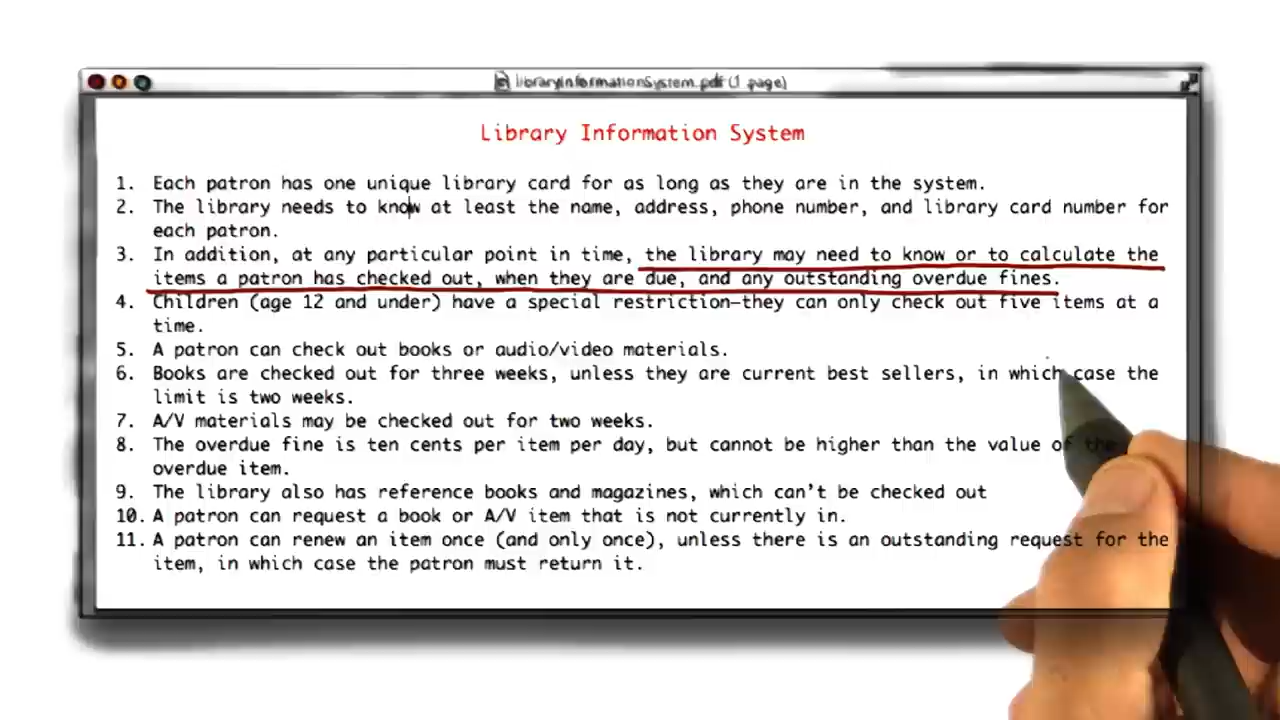 libraryInformationSystem.pdf (1 page)
Library Information System
1. Each patron has one unique library card for as long as they are in the system.
2. The library needs to know at least the name, address, phone number, and library card number for
each patron.
3. In addition, at any particular point in time, the library may need to know or to calculate the
items a patron has checked out, when they are due, and any outstanding overdue fines.
4. Children (age 12 and under) have a special restriction–they can only check out five items at a
time.
5. A patron can check out books or audio/video materials.
6. Books are checked out for three weeks, unless they are current best sellers, in which case the
limit is two weeks.
7. A/V materials may be checked out for two weeks.
8. The overdue fine is ten cents per item per day, but cannot be higher than the value of the
overdue item.
9. The library also has reference books and magazines, which can't be checked out
10. A patron can request a book or A/V item that is not currently in.
11. A patron can renew an item once (and only once), unless there is an outstanding request for the
item, in which case the patron must return it.